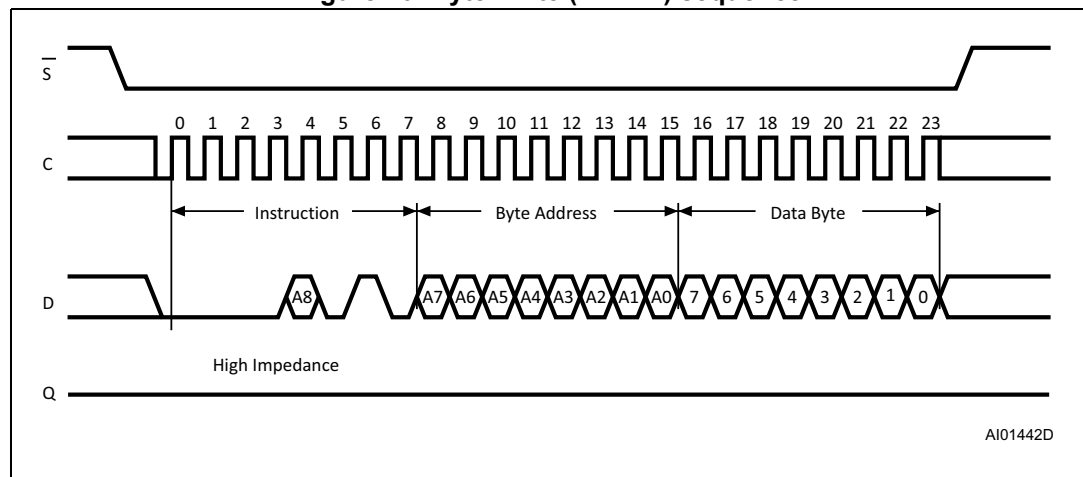 S
0 1 2 3 4 5 6 7 8 9 10 11 12 13 14 15 16 17 18 19 20 21 22 23
C
Instruction Byte Address Data Byte
D A8 A7 A6 A5 A4 A3 A2 A1 A0 7 6 5 4 3 2 1 0
High Impedance
Q
AI01442D